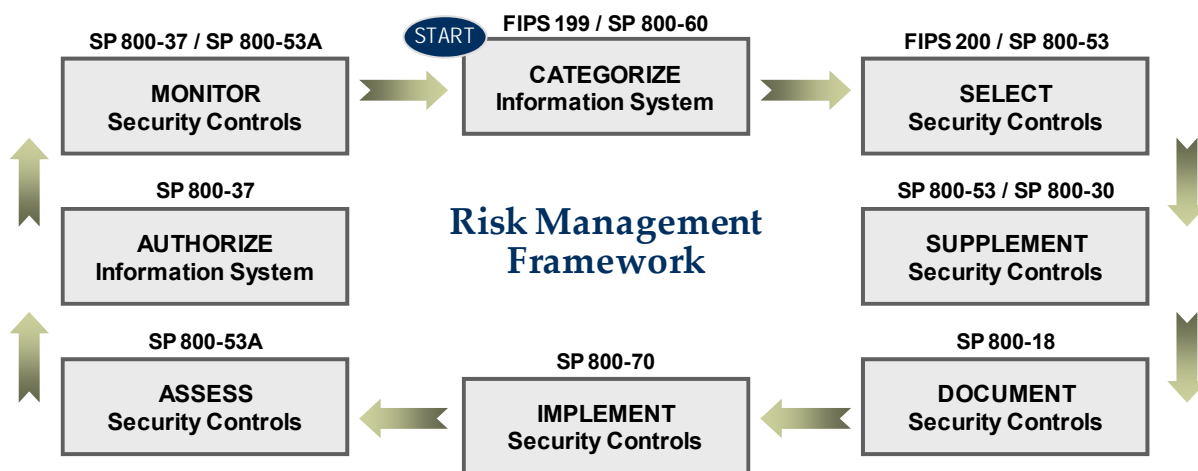 SP 800-37 / SP 800-53A
MONITOR
Security Controls
START
FIPS 199 / SP 800-60
CATEGORIZE
Information System
FIPS 200 / SP 800-53
SELECT
Security Controls
SP 800-37
AUTHORIZE
Information System
Risk Management
Framework
SP 800-53 / SP 800-30
SUPPLEMENT
Security Controls
SP 800-53A
ASSESS
Security Controls
SP 800-70
IMPLEMENT
Security Controls
SP 800-18
DOCUMENT
Security Controls